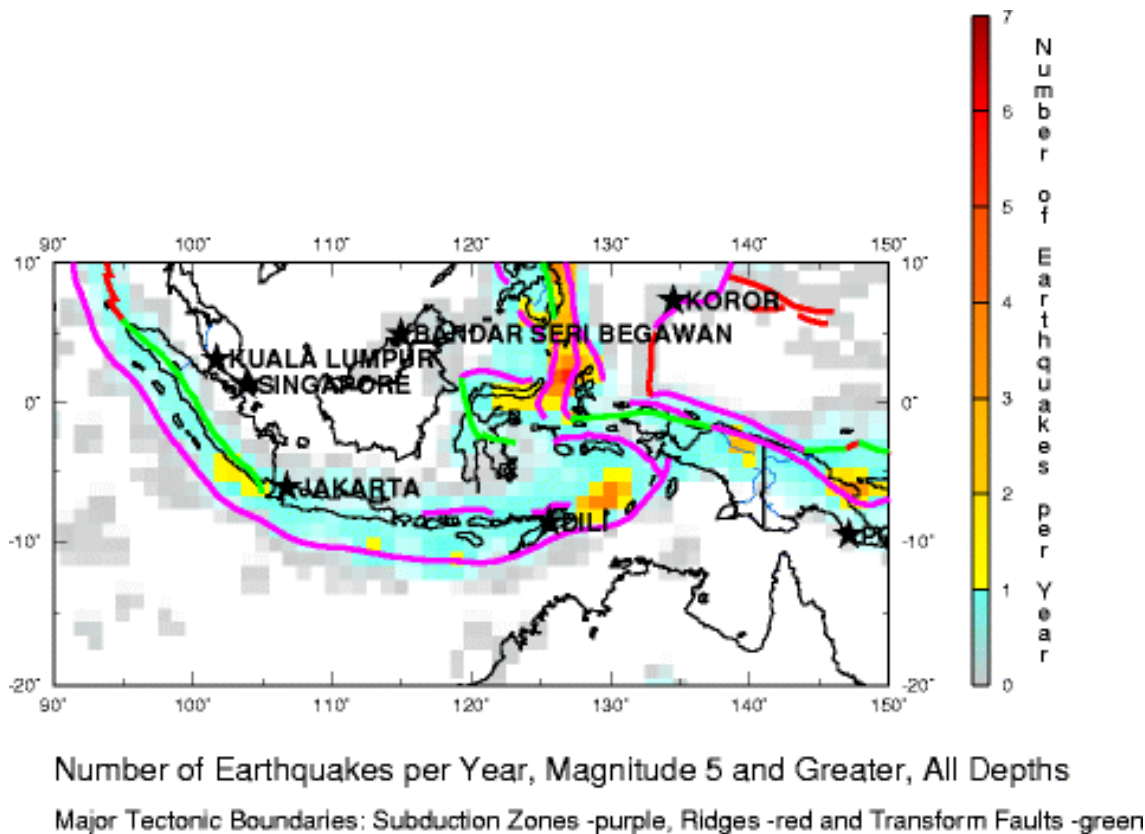 7
6
5
4
3
2
1
0
Number of Earthquakes per Year
90° 100° 110° 120° 130° 140° 150°
10° 10°
0° 0°
-10° -10°
-20° -20°
90° 100° 110° 120° 130° 140° 150°
KOROR
BANDAR SERI BEGAWAN
KUALA LUMPUR
SINGAPORE
JAKARTA
DILI
Number of Earthquakes per Year, Magnitude 5 and Greater, All Depths
Major Tectonic Boundaries: Subduction Zones -purple, Ridges -red and Transform Faults -green